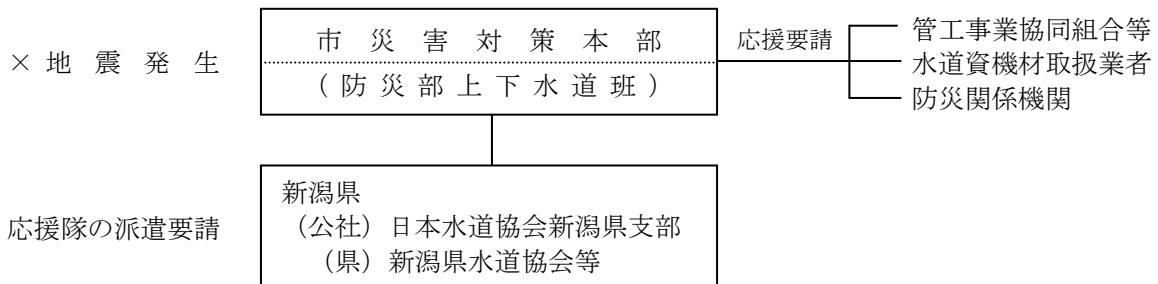 ×地震発生
市災害対策本部
(防災部上下水道班)
応援要請
管工事業協同組合等
水道資機材取扱業者
防災関係機関
応援隊の派遣要請
新潟県
（公社）日本水道協会新潟県支部
（県）新潟県水道協会等